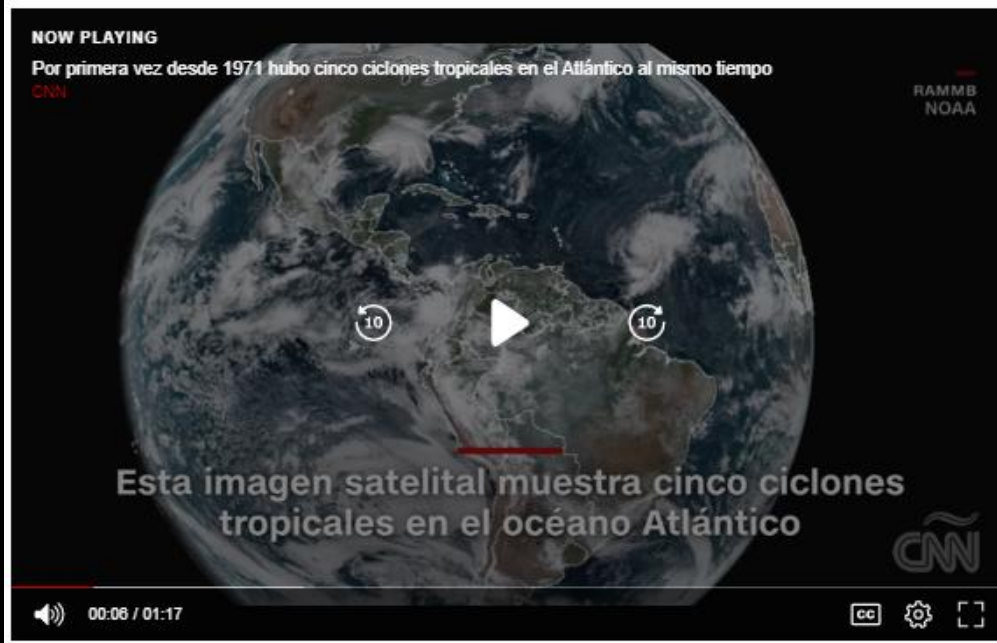 NOW PLAYING
Por primera vez desde 1971 hubo cinco ciclones tropicales en el Atlántico al mismo tiempo
CNN
RAMMB
NOAA
10
10
Esta imagen satelital muestra cinco ciclones
tropicales en el océano Atlántico
CNN
00:06 / 01:17
CC